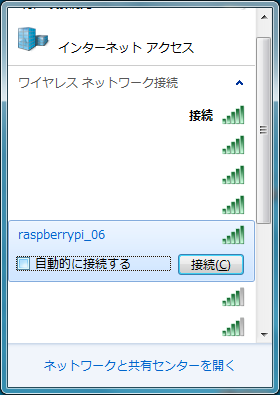 インターネット アクセス
ワイヤレス ネットワーク接続
接続
raspberrypi_06
自動的に接続する
接続(C)
ネットワークと共有センターを開く